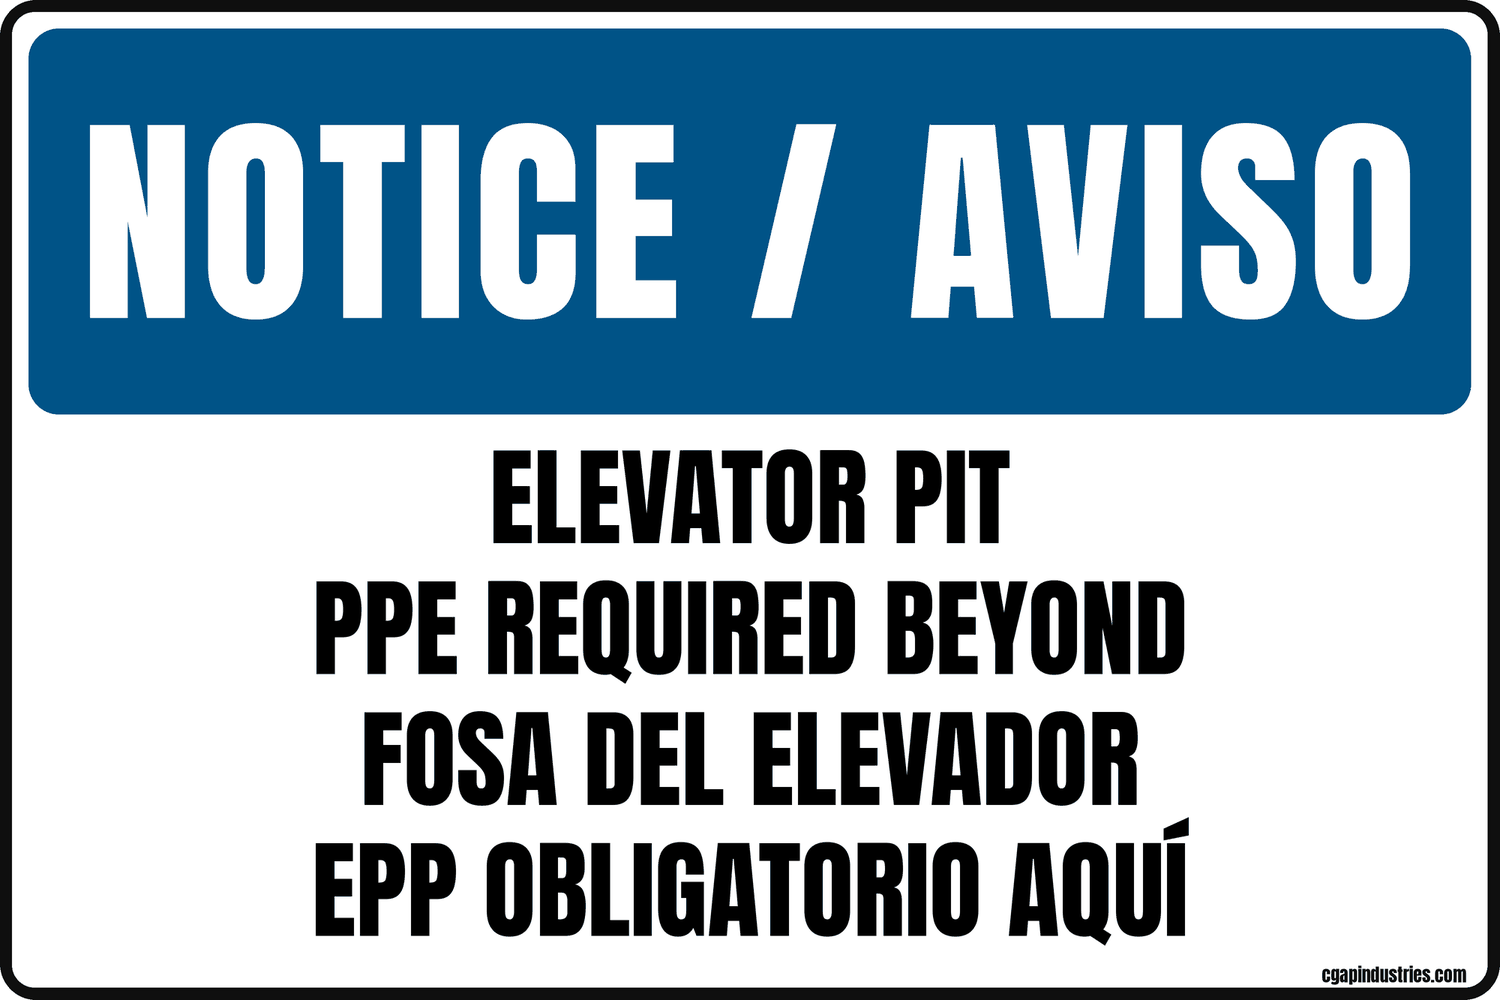 NOTICE / AVISO
ELEVATOR PIT
PPE REQUIRED BEYOND
FOSA DEL ELEVADOR
EPP OBLIGATORIO AQUÍ
cgapindustries.com